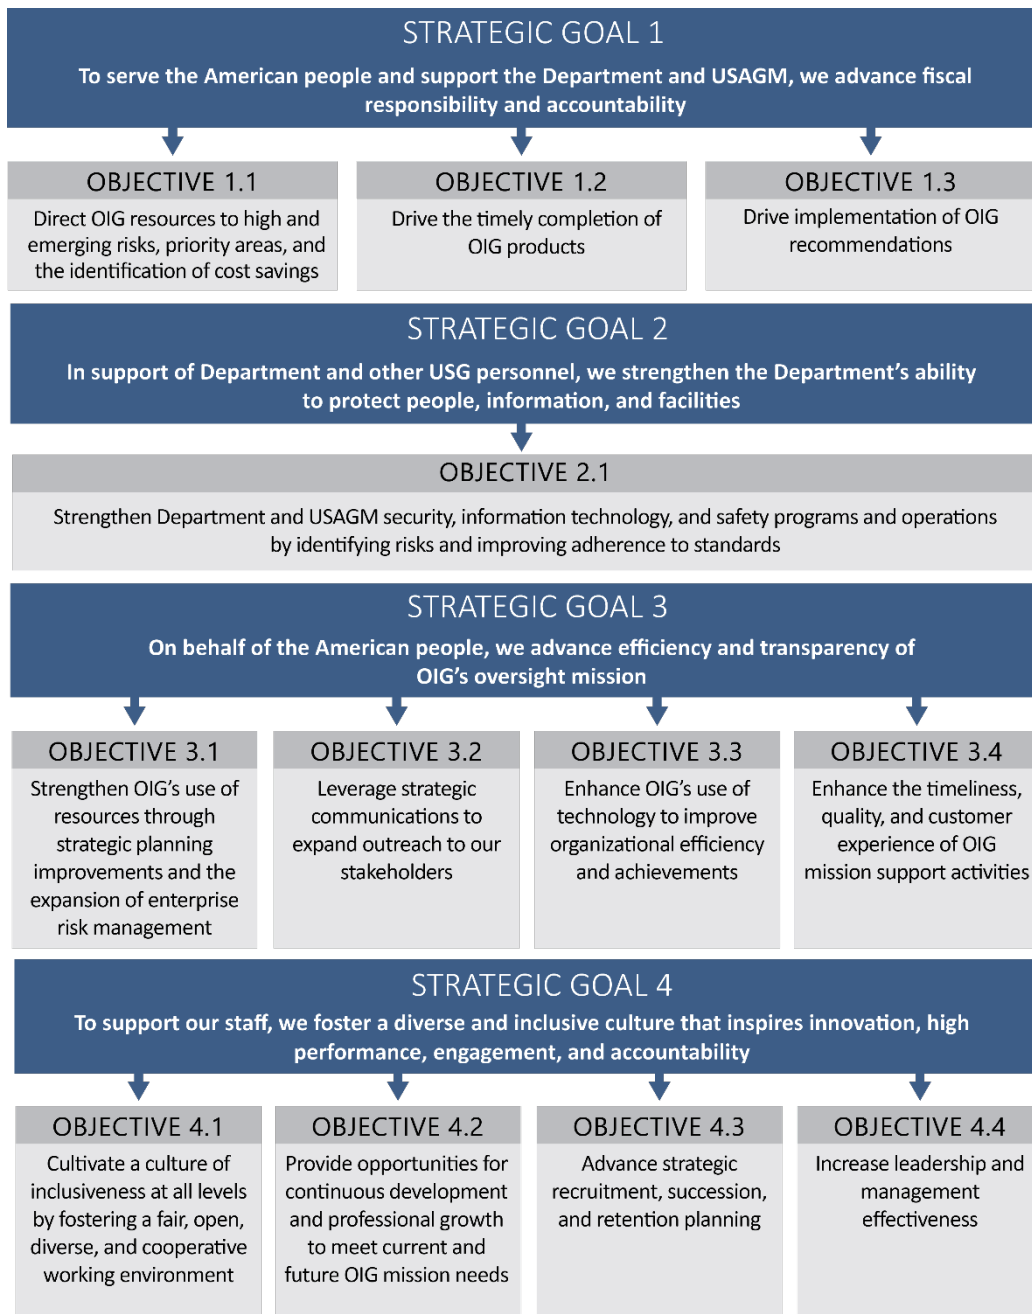 STRATEGIC GOAL 1
To serve the American people and support the Department and USAGM, we advance fiscal
responsibility and accountability
OBJECTIVE 1.1
Direct OIG resources to high and
emerging risks, priority areas, and
the identification of cost savings
OBJECTIVE 1.2
Drive the timely completion of
OIG products
OBJECTIVE 1.3
Drive implementation of OIG
recommendations
STRATEGIC GOAL 2
In support of Department and other USG personnel, we strengthen the Department’s ability
to protect people, information, and facilities
OBJECTIVE 2.1
Strengthen Department and USAGM security, information technology, and safety programs and operations
by identifying risks and improving adherence to standards
STRATEGIC GOAL 3
On behalf of the American people, we advance efficiency and transparency of
OIG’s oversight mission
OBJECTIVE 3.1
Strengthen OIG’s use of
resources through
strategic planning
improvements and the
expansion of enterprise
risk management
OBJECTIVE 3.2
Leverage strategic
communications to
expand outreach to our
stakeholders
OBJECTIVE 3.3
Enhance OIG’s use of
technology to improve
organizational efficiency
and achievements
OBJECTIVE 3.4
Enhance the timeliness,
quality, and customer
experience of OIG
mission support activities
STRATEGIC GOAL 4
To support our staff, we foster a diverse and inclusive culture that inspires innovation, high
performance, engagement, and accountability
OBJECTIVE 4.1
Cultivate a culture of
inclusiveness at all levels
by fostering a fair, open,
diverse, and cooperative
working environment
OBJECTIVE 4.2
Provide opportunities for
continuous development
and professional growth
to meet current and
future OIG mission needs
OBJECTIVE 4.3
Advance strategic
recruitment, succession,
and retention planning
OBJECTIVE 4.4
Increase leadership and
management
effectiveness